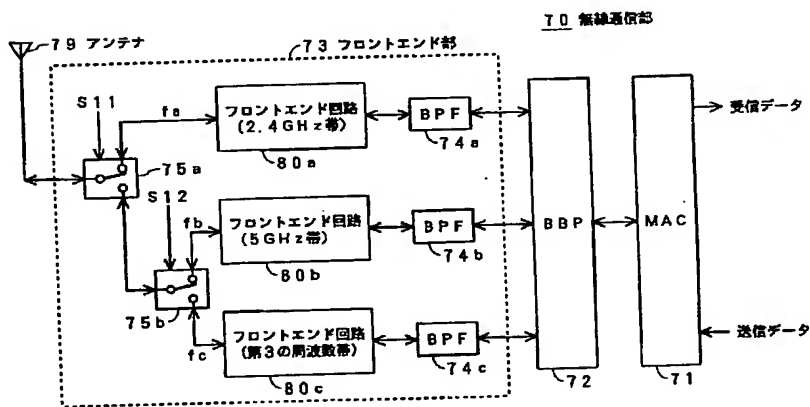 70 無線通信部
79 アンテナ
73 フロントエンド部
S11
fa
フロントエンド回路
(2.4GHz帯)
80a
BPF
74a
受信データ
75a
S12
fb
フロントエンド回路
(5GHz帯)
80b
BPF
74b
BBP
MAC
75b
fc
フロントエンド回路
(第3の周波数帯)
80c
BPF
74c
送信データ
72
71